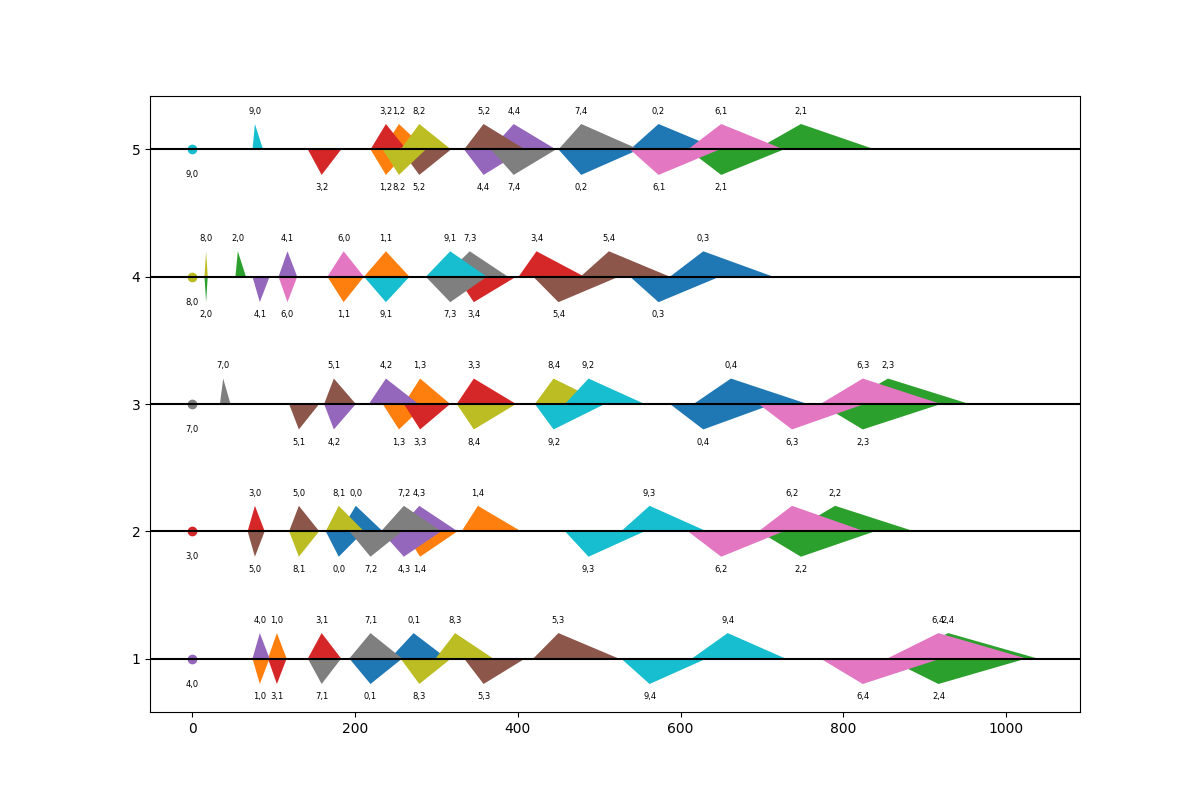 9,0 3,2 1,2 8,2 5,2 4,4 7,4 0,2 6,1 2,1
5
9,0 3,2 1,2 8,2 5,2 4,4 7,4 0,2 6,1 2,1
8,0 2,0 4,1 6,0 1,1 9,1 7,3 3,4 5,4 0,3
4
8,0 2,0 4,1 6,0 1,1 9,1 7,3 3,4 5,4 0,3
7,0 5,1 4,2 1,3 3,3 8,4 9,2 0,4 6,3 2,3
3
7,0 5,1 4,2 1,3 3,3 8,4 9,2 0,4 6,3 2,3
3,0 5,0 8,1 0,0 7,2 4,3 1,4 9,3 6,2 2,2
2
3,0 5,0 8,1 0,0 7,2 4,3 1,4 9,3 6,2 2,2
4,0 1,0 3,1 7,1 0,1 8,3 5,3 9,4 6,4 2,4
1
4,0 1,0 3,1 7,1 0,1 8,3 5,3 9,4 6,4 2,4
0 200 400 600 800 1000